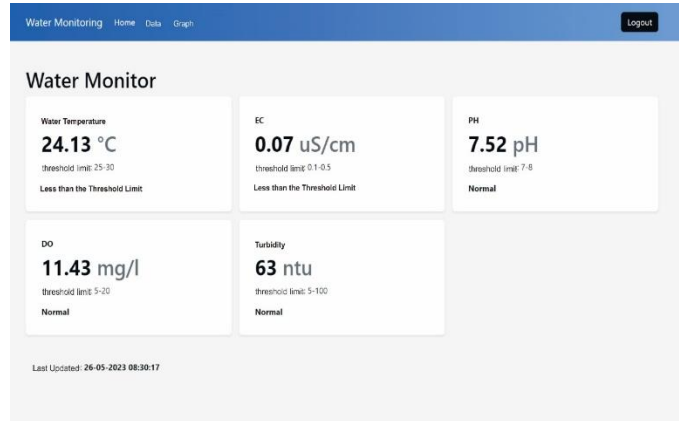 Water Monitoring Home Data Graph Logout
Water Monitor
Water Temperature
24.13 °C
threshold limit: 25-30
Less than the Threshold Limit
EC
0.07 uS/cm
threshold limit: 0.1-0.5
Less than the Threshold Limit
PH
7.52 pH
threshold limit: 7-8
Normal
DO
11.43 mg/l
threshold limit: 5-20
Normal
Turbidity
63 ntu
threshold limit: 5-100
Normal
Last Updated: 26-05-2023 08:30:17